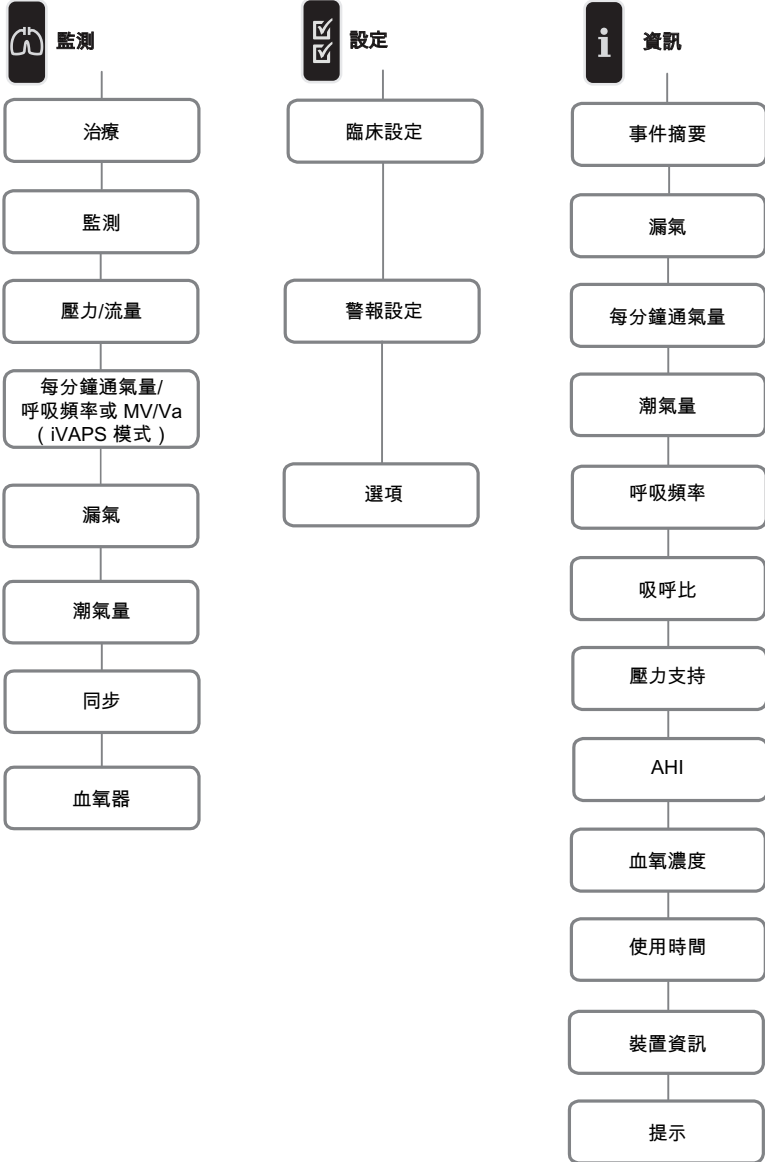 監測
治療
監測
壓力/流量
每分鐘通氣量/
呼吸頻率或 MV/Va
（iVAPS 模式）
漏氣
潮氣量
同步
血氧器
設定
臨床設定
警報設定
選項
i
資訊
事件摘要
漏氣
每分鐘通氣量
潮氣量
呼吸頻率
吸呼比
壓力支持
AHI
血氧濃度
使用時間
裝置資訊
提示